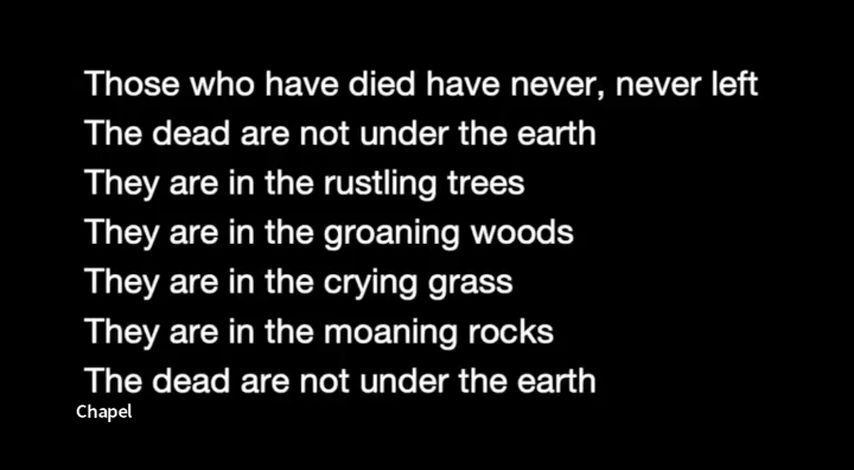 Those who have died have never, never left
The dead are not under the earth
They are in the rustling trees
They are in the groaning woods
They are in the crying grass
They are in the moaning rocks
The dead are not under the earth
Chapel